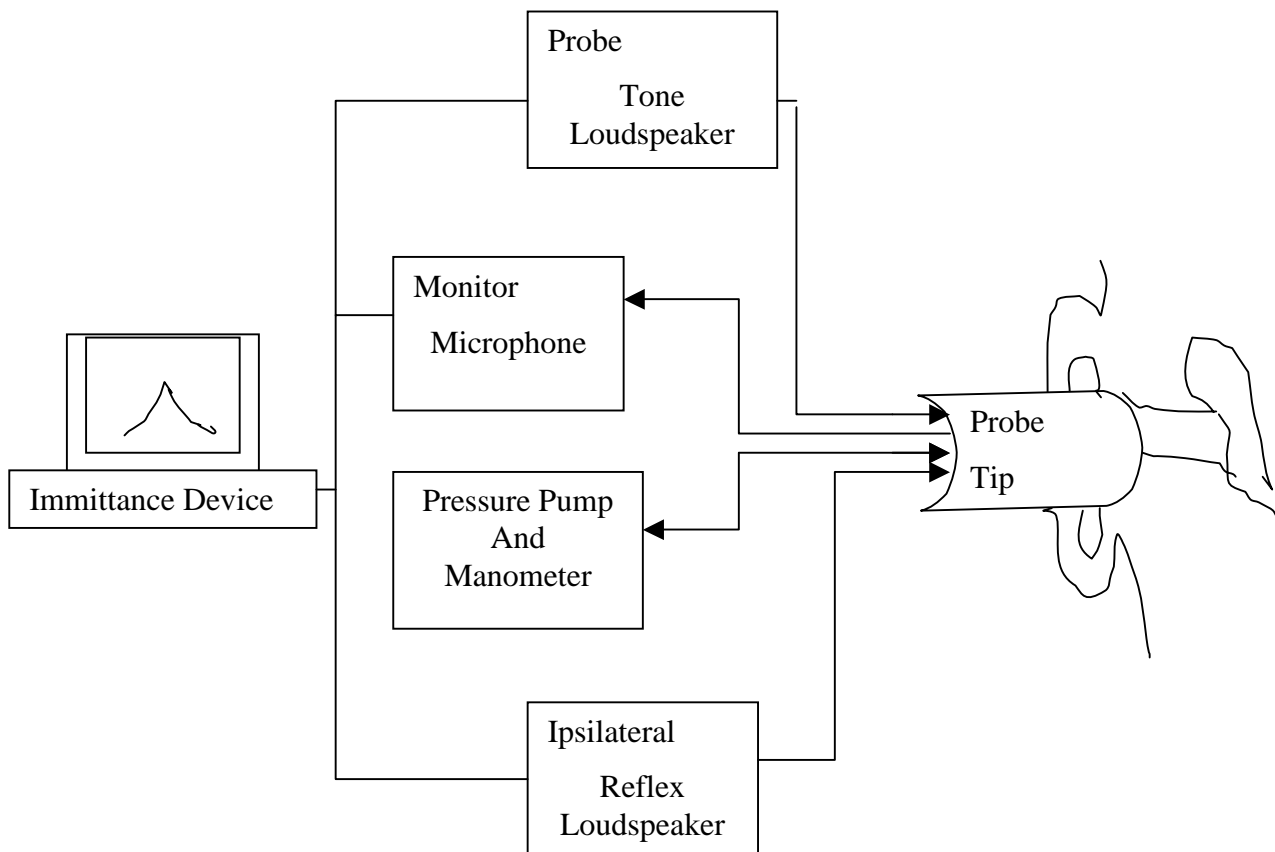 Probe
Tone
Loudspeaker
Monitor
Microphone
Immittance Device
Pressure Pump
And
Manometer
Probe
Tip
Ipsilateral
Reflex
Loudspeaker